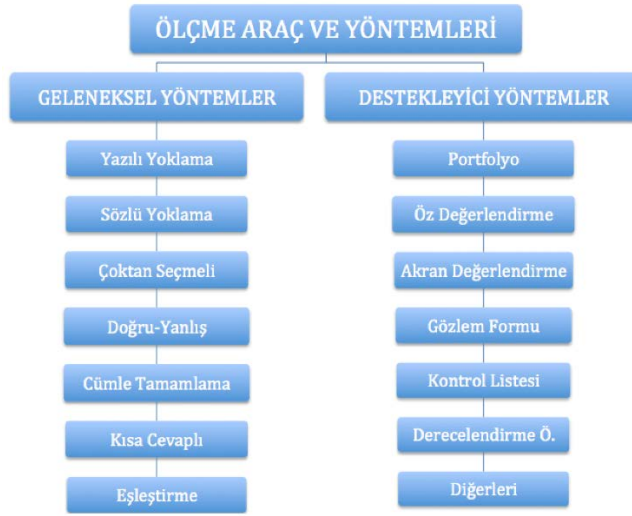 ÖLÇME ARAÇ VE YÖNTEMLERİ
GELENEKSEL YÖNTEMLER
Yazılı Yoklama
Sözlü Yoklama
Çoktan Seçmeli
Doğru-Yanlış
Cümle Tamamlama
Kısa Cevaplı
Eşleştirme
DESTEKLEYİCİ YÖNTEMLER
Portfolyo
Öz Değerlendirme
Akran Değerlendirme
Gözlem Formu
Kontrol Listesi
Derecelendirme Ö.
Diğerleri